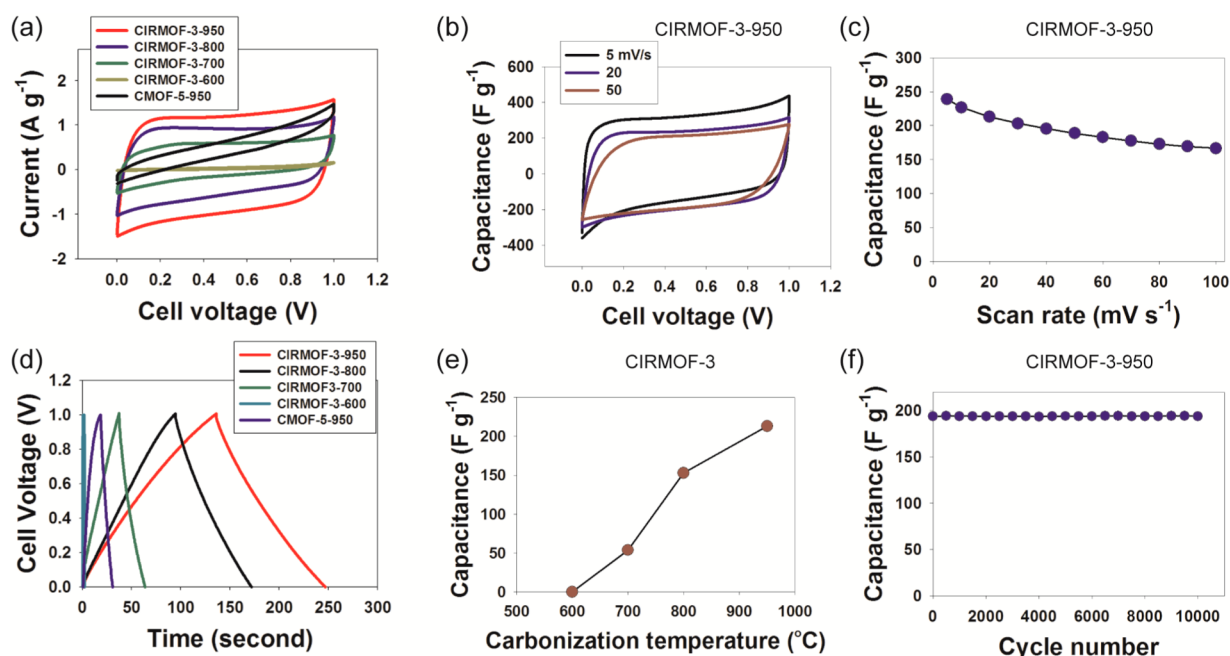 (a)
CIRMOF-3-950
CIRMOF-3-800
CIRMOF-3-700
CIRMOF-3-600
CMOF-5-950
Current (A g⁻¹)
2
1
0
-1
-2
0.0 0.2 0.4 0.6 0.8 1.0 1.2
Cell voltage (V)
(b)
CIRMOF-3-950
5 mV/s
20
50
Capacitance (F g⁻¹)
600
400
200
0
-200
-400
0.0 0.2 0.4 0.6 0.8 1.0 1.2
Cell voltage (V)
(c)
CIRMOF-3-950
Capacitance (F g⁻¹)
300
250
200
150
100
50
0
0 20 40 60 80 100
Scan rate (mV s⁻¹)
(d)
CIRMOF-3-950
CIRMOF-3-800
CIRMOF3-700
CIRMOF-3-600
CMOF-5-950
Cell Voltage (V)
1.2
1.0
0.8
0.6
0.4
0.2
0.0
0 50 100 150 200 250 300
Time (second)
(e)
CIRMOF-3
Capacitance (F g⁻¹)
250
200
150
100
50
0
500 600 700 800 900 1000
Carbonization temperature (°C)
(f)
CIRMOF-3-950
Capacitance (F g⁻¹)
200
150
100
50
0
0 2000 4000 6000 8000 10000
Cycle number